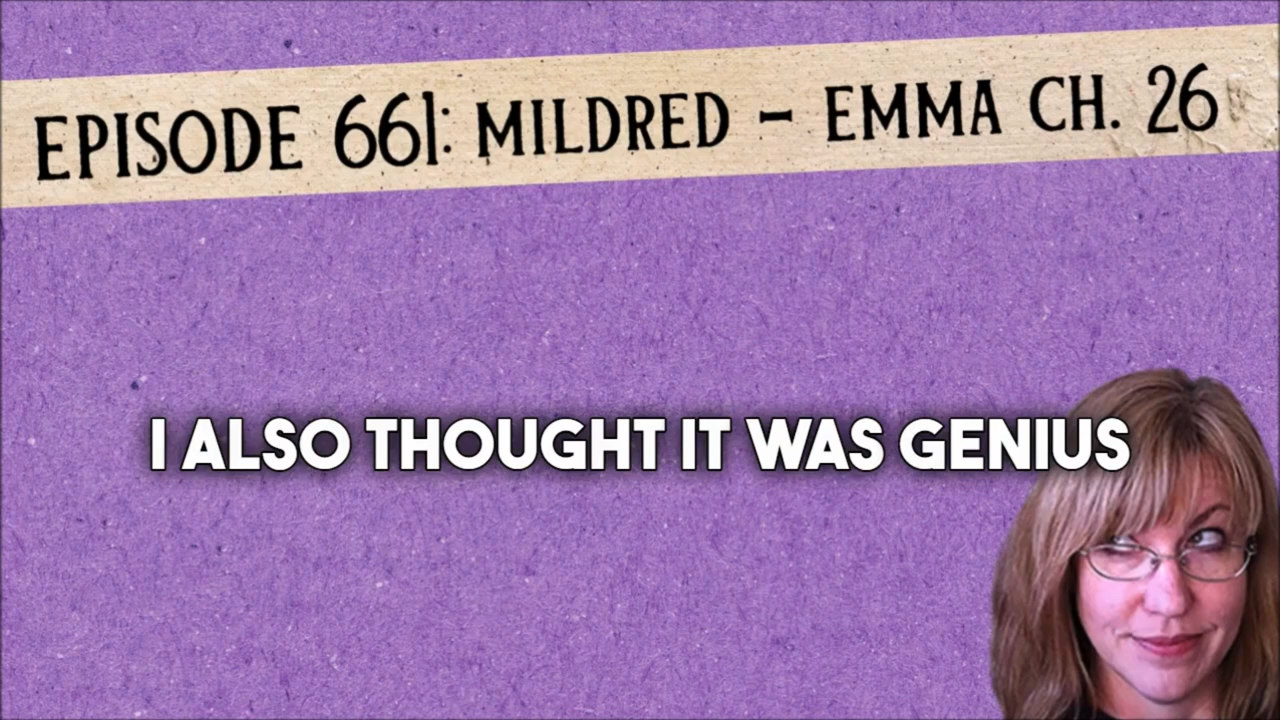 EPISODE 661: MILDRED - EMMA CH. 26
I ALSO THOUGHT IT WAS GENIUS